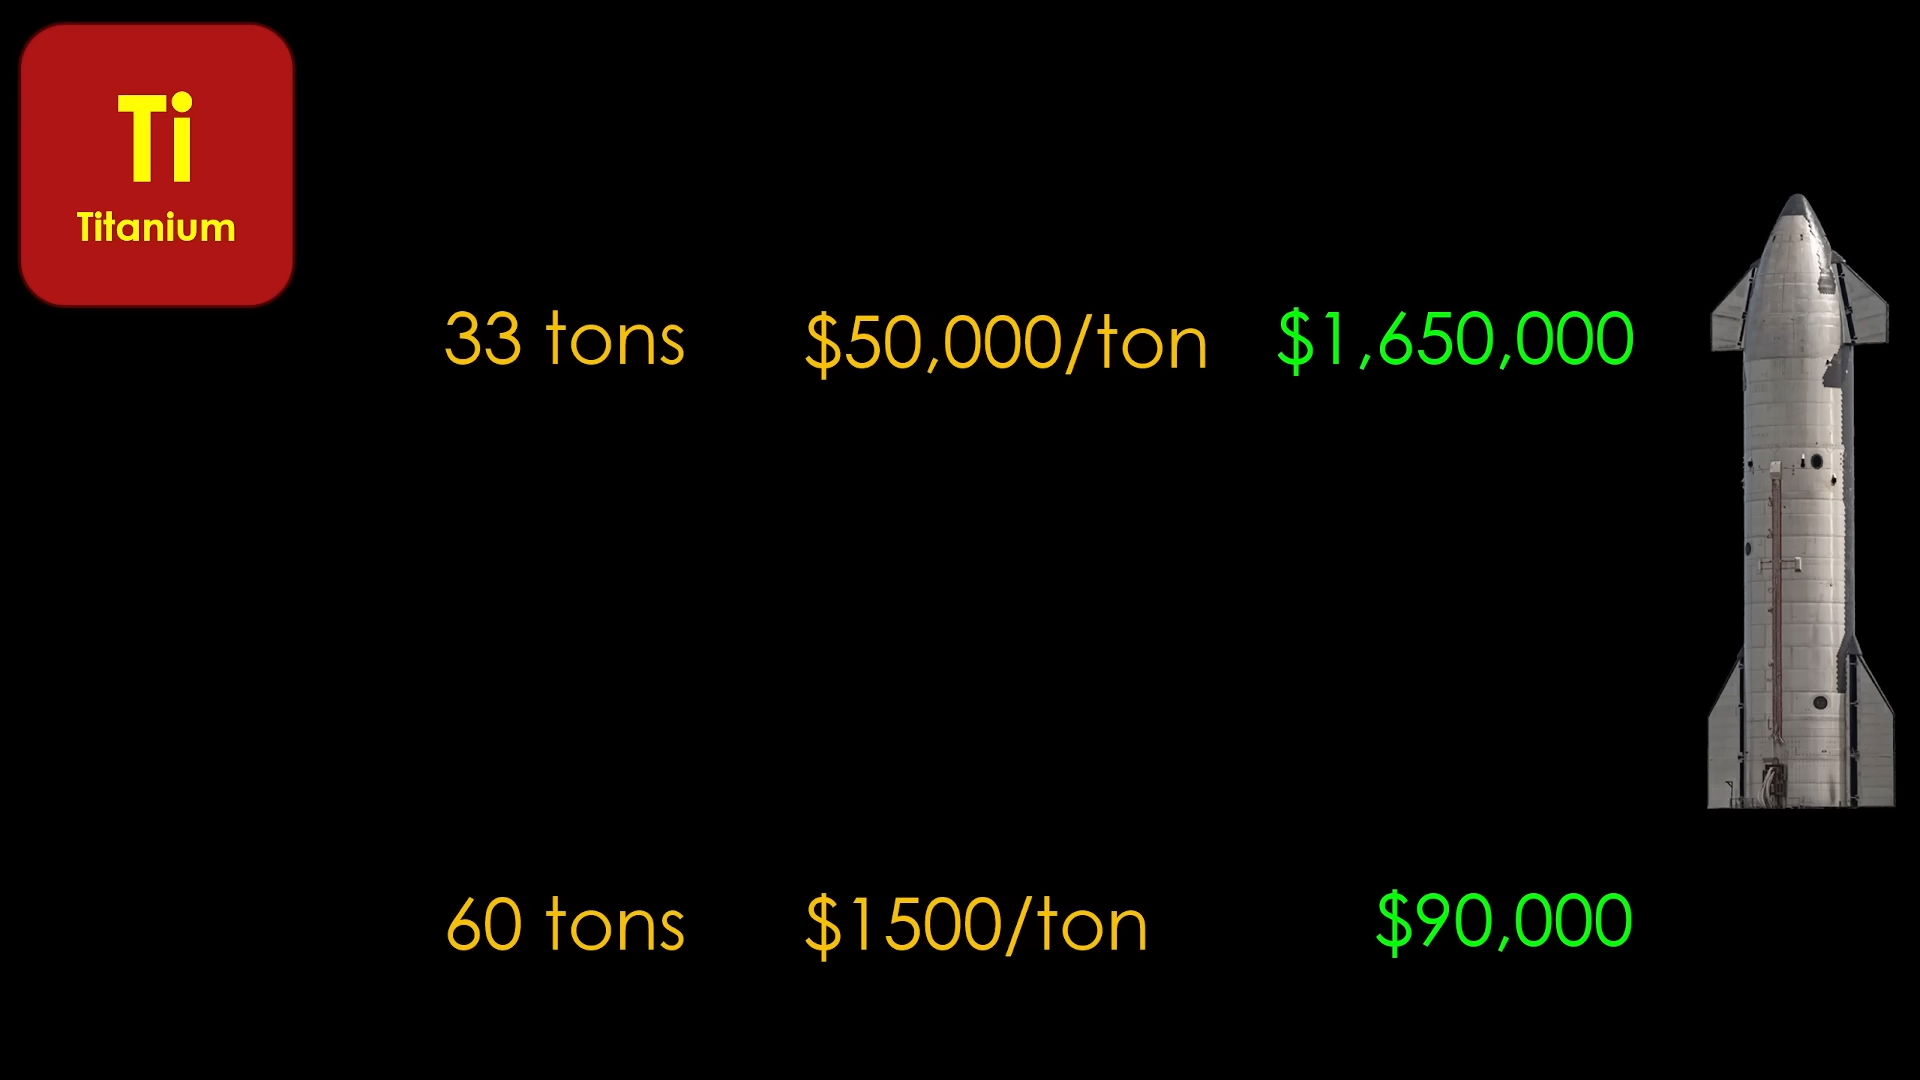 Ti
Titanium
33 tons $50,000/ton $1,650,000
60 tons $1500/ton $90,000